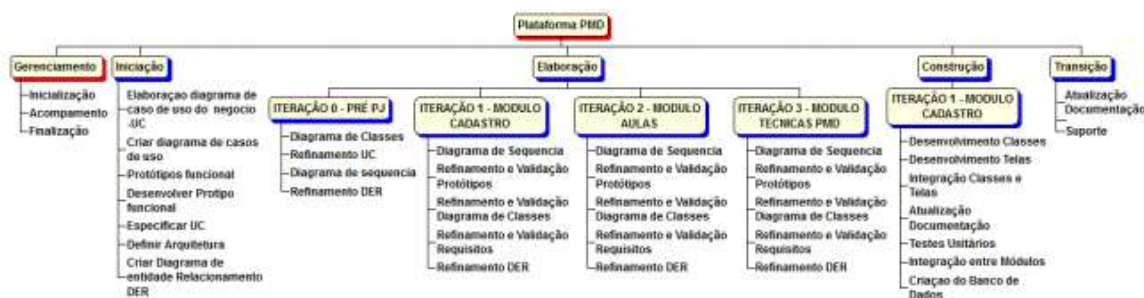 Plataforma PMD
Gerenciamento
Inicialização
Acompamento
Finalização
Iniciação
Elaboraçao diagrama de
caso de uso do negocio
-UC
Criar diagrama de casos
de uso
Protótipos funcional
Desenvolver Protipo
funcional
Especificar UC
Definir Arquitetura
Criar Diagrama de
entidade Relacionamento
DER
Elaboração
ITERAÇÃO 0 - PRÉ PJ
Diagrama de Classes
Refinamento UC
Diagrama de sequencia
Refinamento DER
ITERAÇÃO 1 - MODULO
CADASTRO
Diagrama de Sequencia
Refinamento e Validação
Protótipos
Refinamento e Validação
Diagrama de Classes
Refinamento e Validação
Requisitos
Refinamento DER
ITERAÇÃO 2 - MODULO
AULAS
Diagrama de Sequencia
Refinamento e Validação
Protótipos
Refinamento e Validação
Diagrama de Classes
Refinamento e Validação
Requisitos
Refinamento DER
ITERAÇÃO 3 - MODULO
TECNICAS PMD
Diagrama de Sequencia
Refinamento e Validação
Protótipos
Refinamento e Validação
Diagrama de Classes
Refinamento e Validação
Requisitos
Refinamento DER
Construção
ITERAÇÃO 1 - MODULO
CADASTRO
Desenvolvimento Classes
Desenvolvimento Telas
Integração Classes e
Telas
Atualização
Documentação
Testes Unitários
Integração entre Módulos
Criaçao do Banco de
Dados
Transição
Atualização
Documentação
Suporte